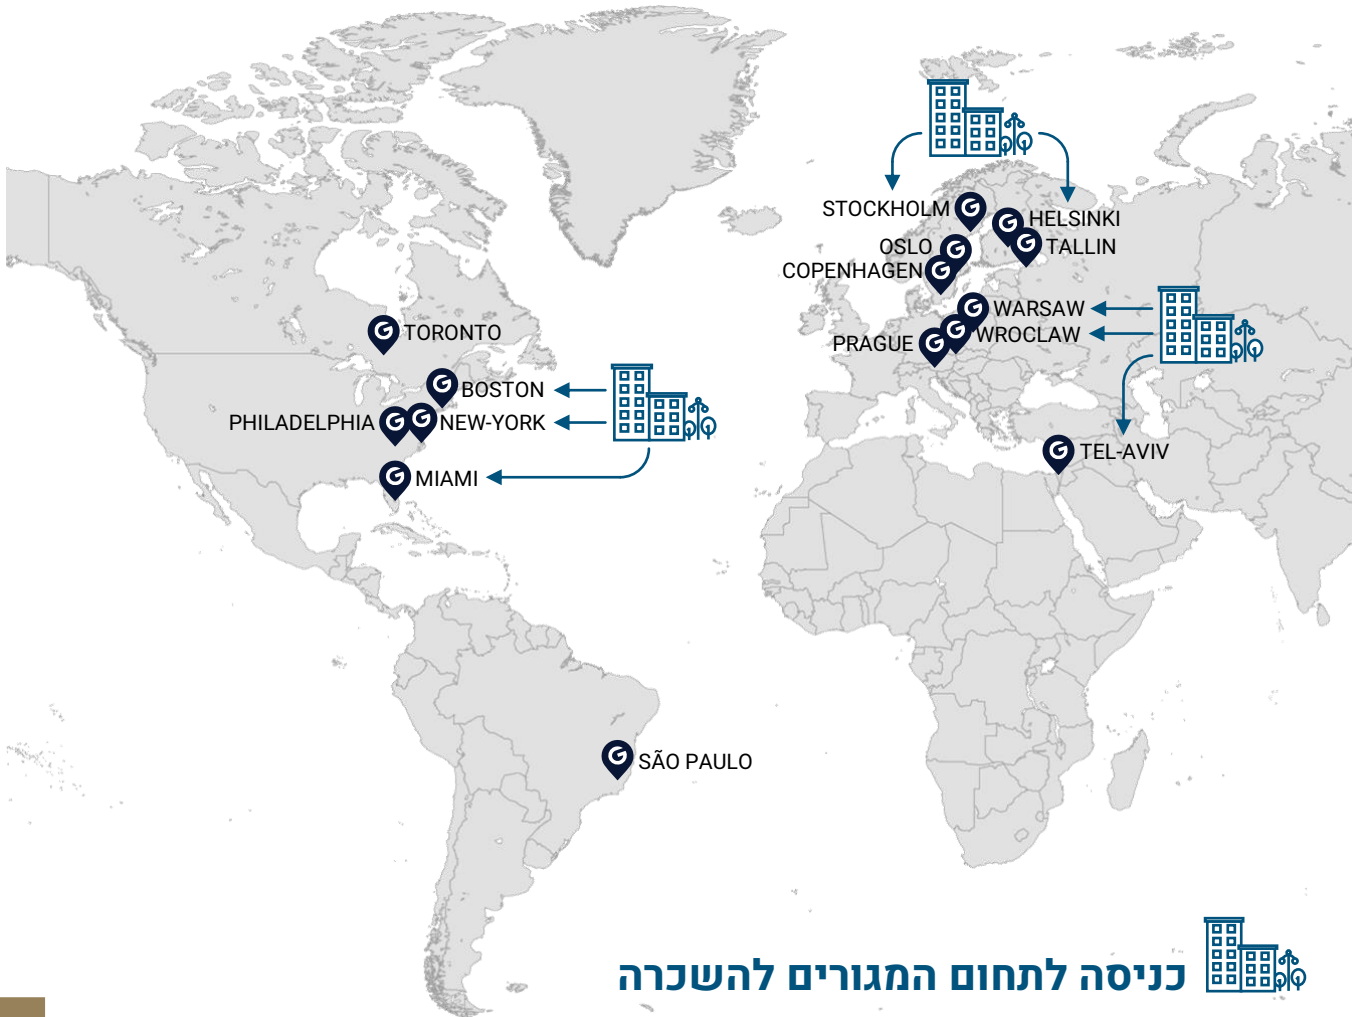 STOCKHOLM
HELSINKI
OSLO
TALLIN
COPENHAGEN
WARSAW
WROCLAW
PRAGUE
TORONTO
BOSTON
PHILADELPHIA
NEW-YORK
MIAMI
TEL-AVIV
SÃO PAULO
כניסה לתחום המגורים להשכרה